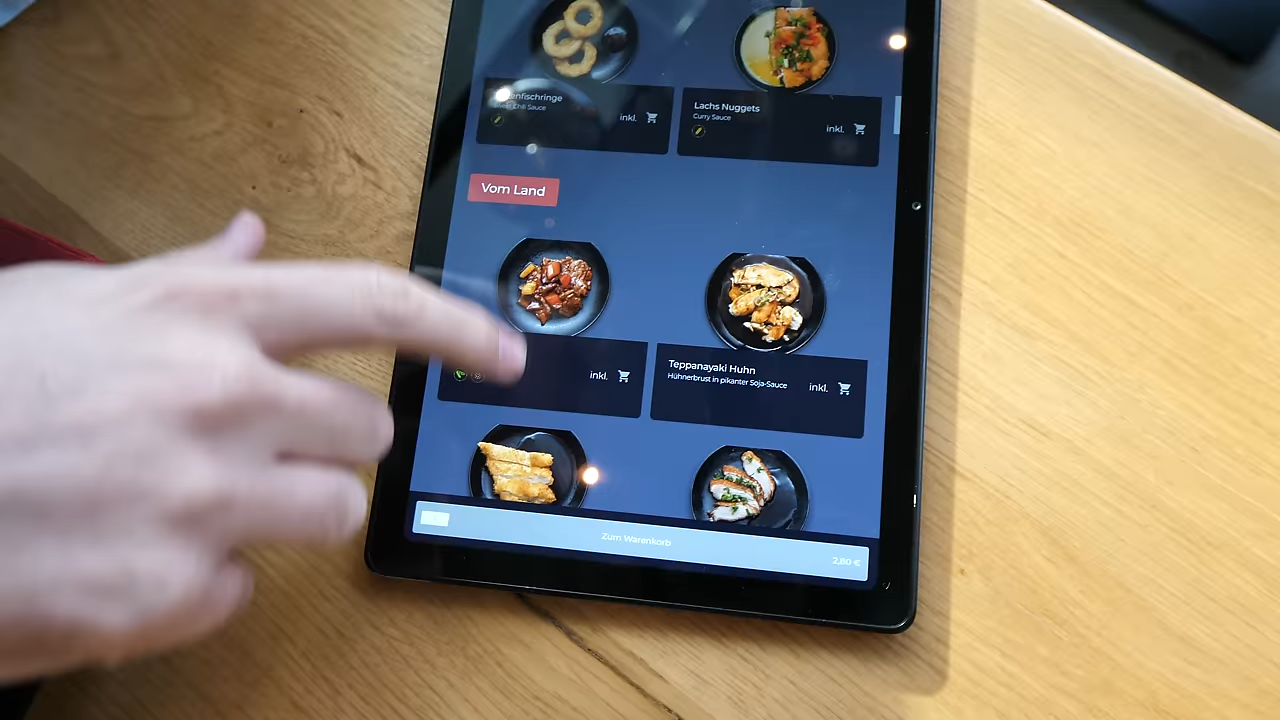 inkl.
Lachs Nuggets
Curry Sauce
inkl.
Vom Land
inkl.
Teppanayaki Huhn
Hühnerbrust in pikanter Soja-Sauce
inkl.
Zum Warenkorb
2,80 €